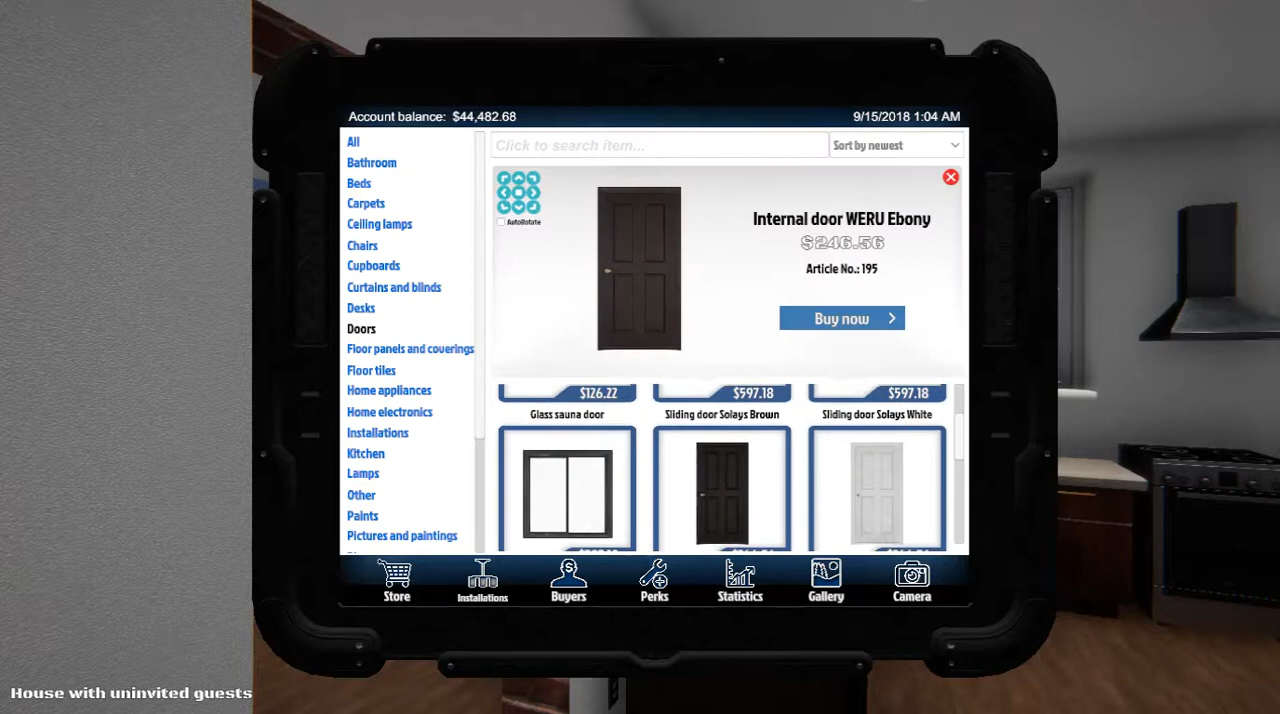 Account balance: $44,482.68
9/15/2018 1:04 AM
All
Bathroom
Beds
Carpets
Ceiling lamps
Chairs
Cupboards
Curtains and blinds
Desks
Doors
Floor panels and coverings
Floor tiles
Home appliances
Home electronics
Installations
Kitchen
Lamps
Other
Paints
Pictures and paintings
Click to search item...
Sort by newest
AutoRotate
Internal door WERU Ebony
$246.56
Article No.: 195
Buy now
$126.22
$597.18
$597.18
Glass sauna door
Sliding door Solays Brown
Sliding door Solays White
Store
Installations
Buyers
Perks
Statistics
Gallery
Camera
House with uninvited guests